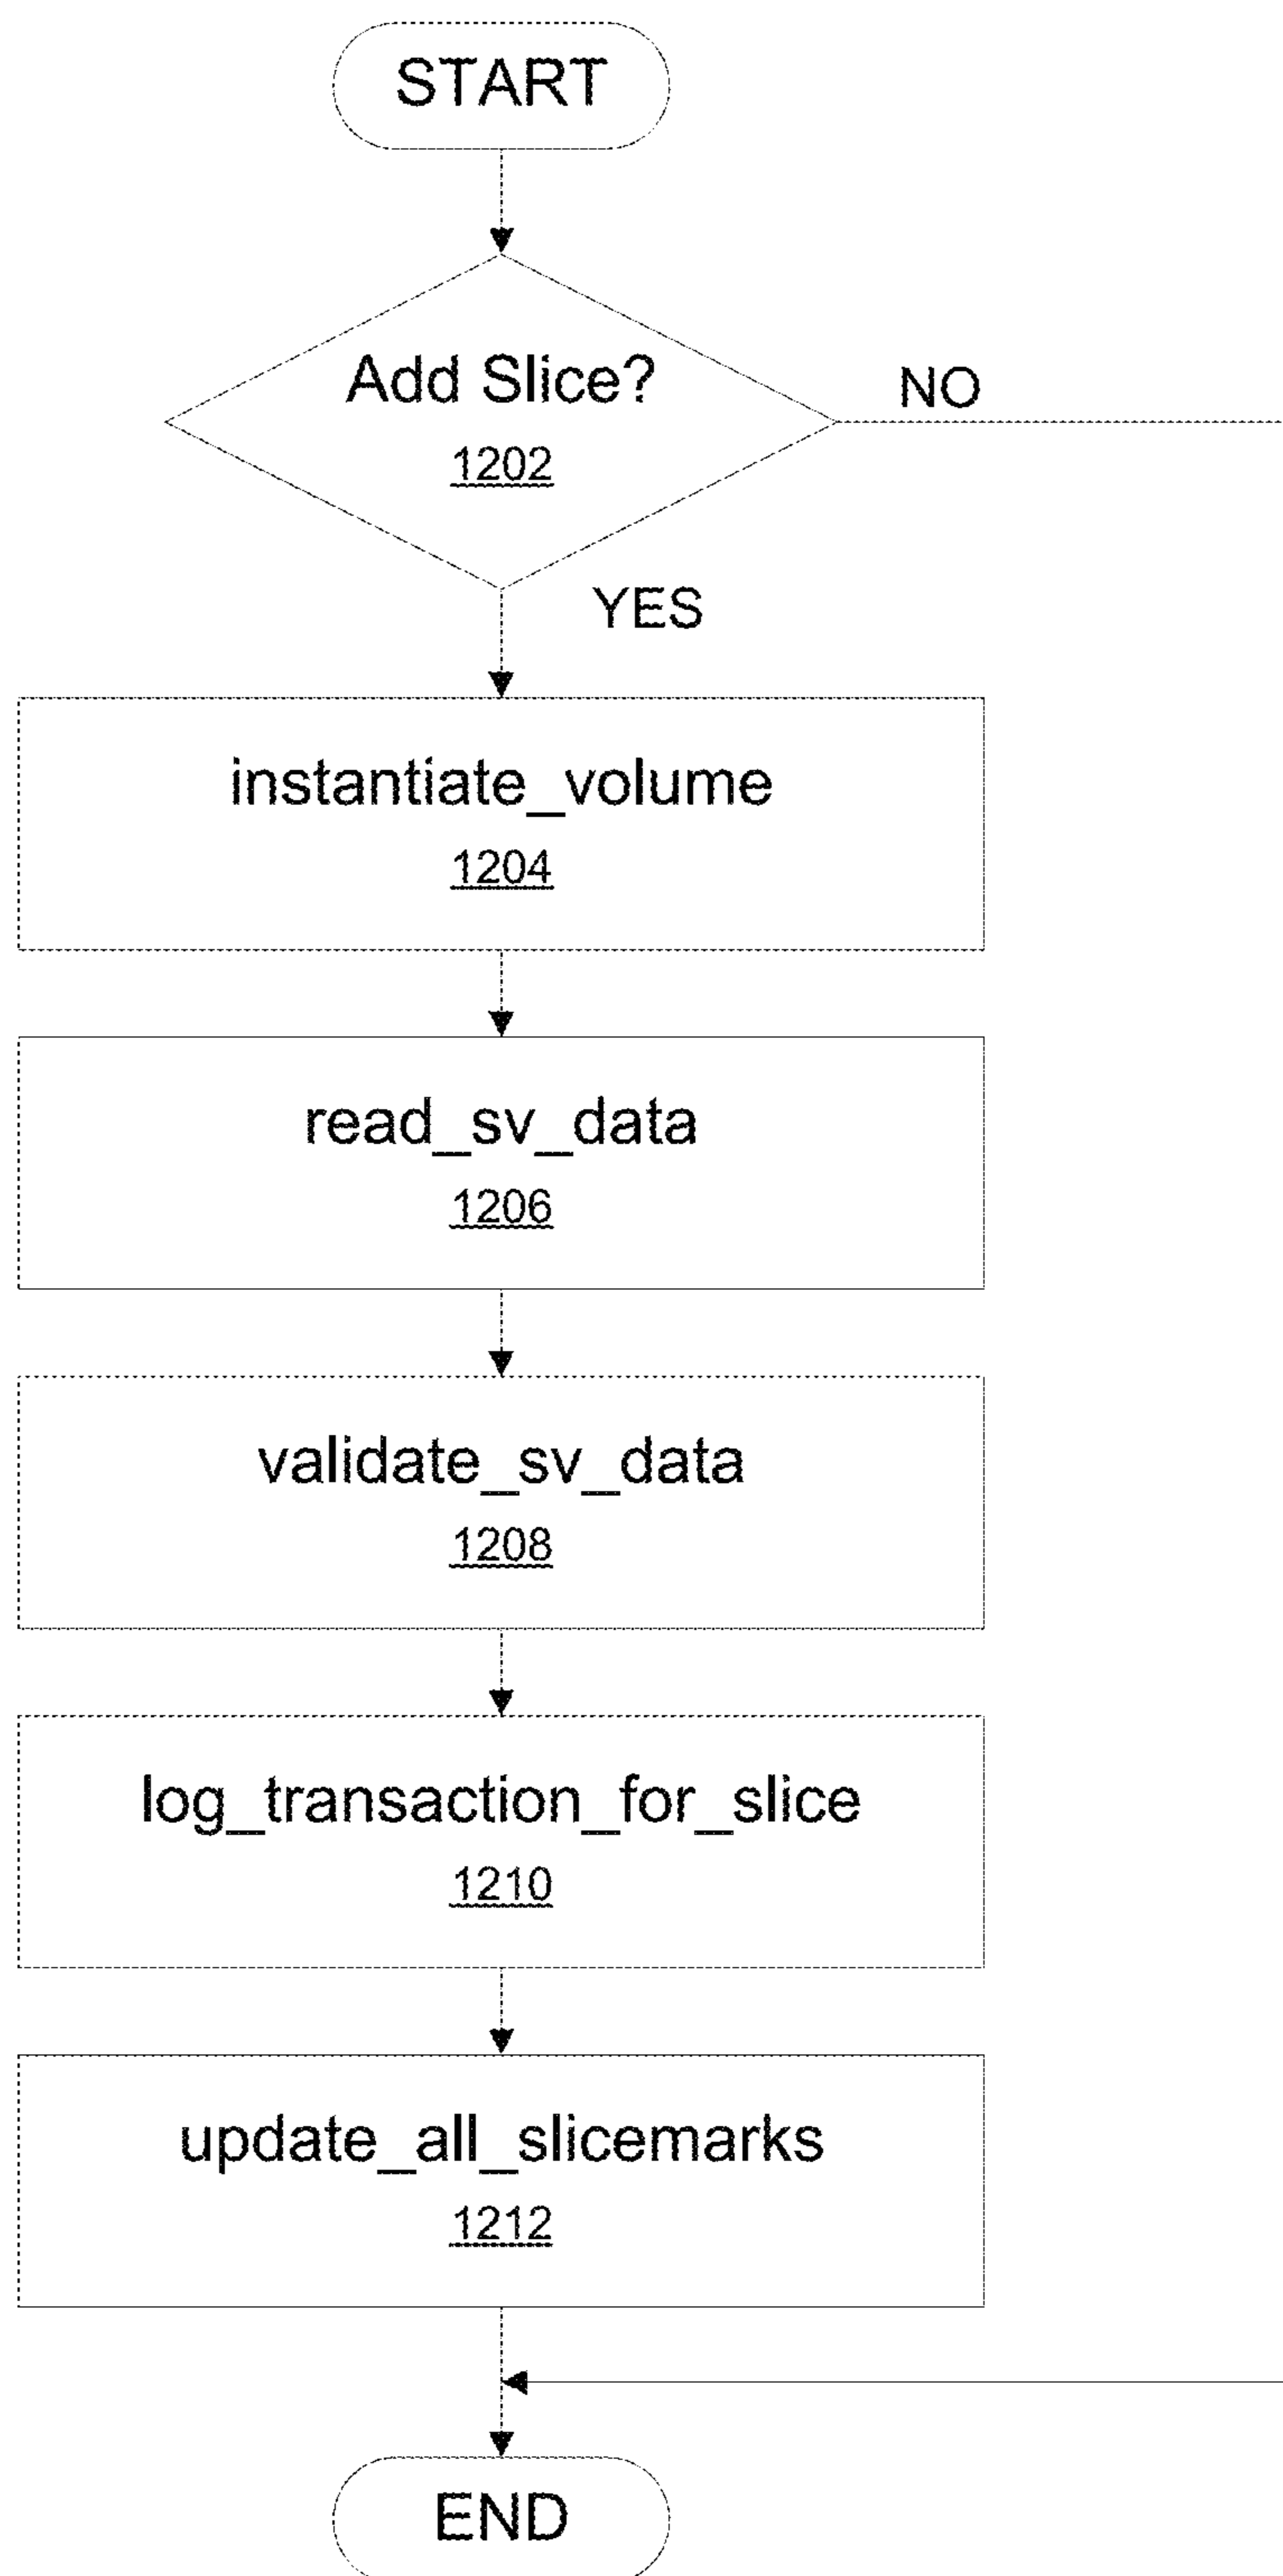 START
Add Slice?
1202
NO
YES
instantiate_volume
1204
read_sv_data
1206
validate_sv_data
1208
log_transaction_for_slice
1210
update_all_slicemarks
1212
END